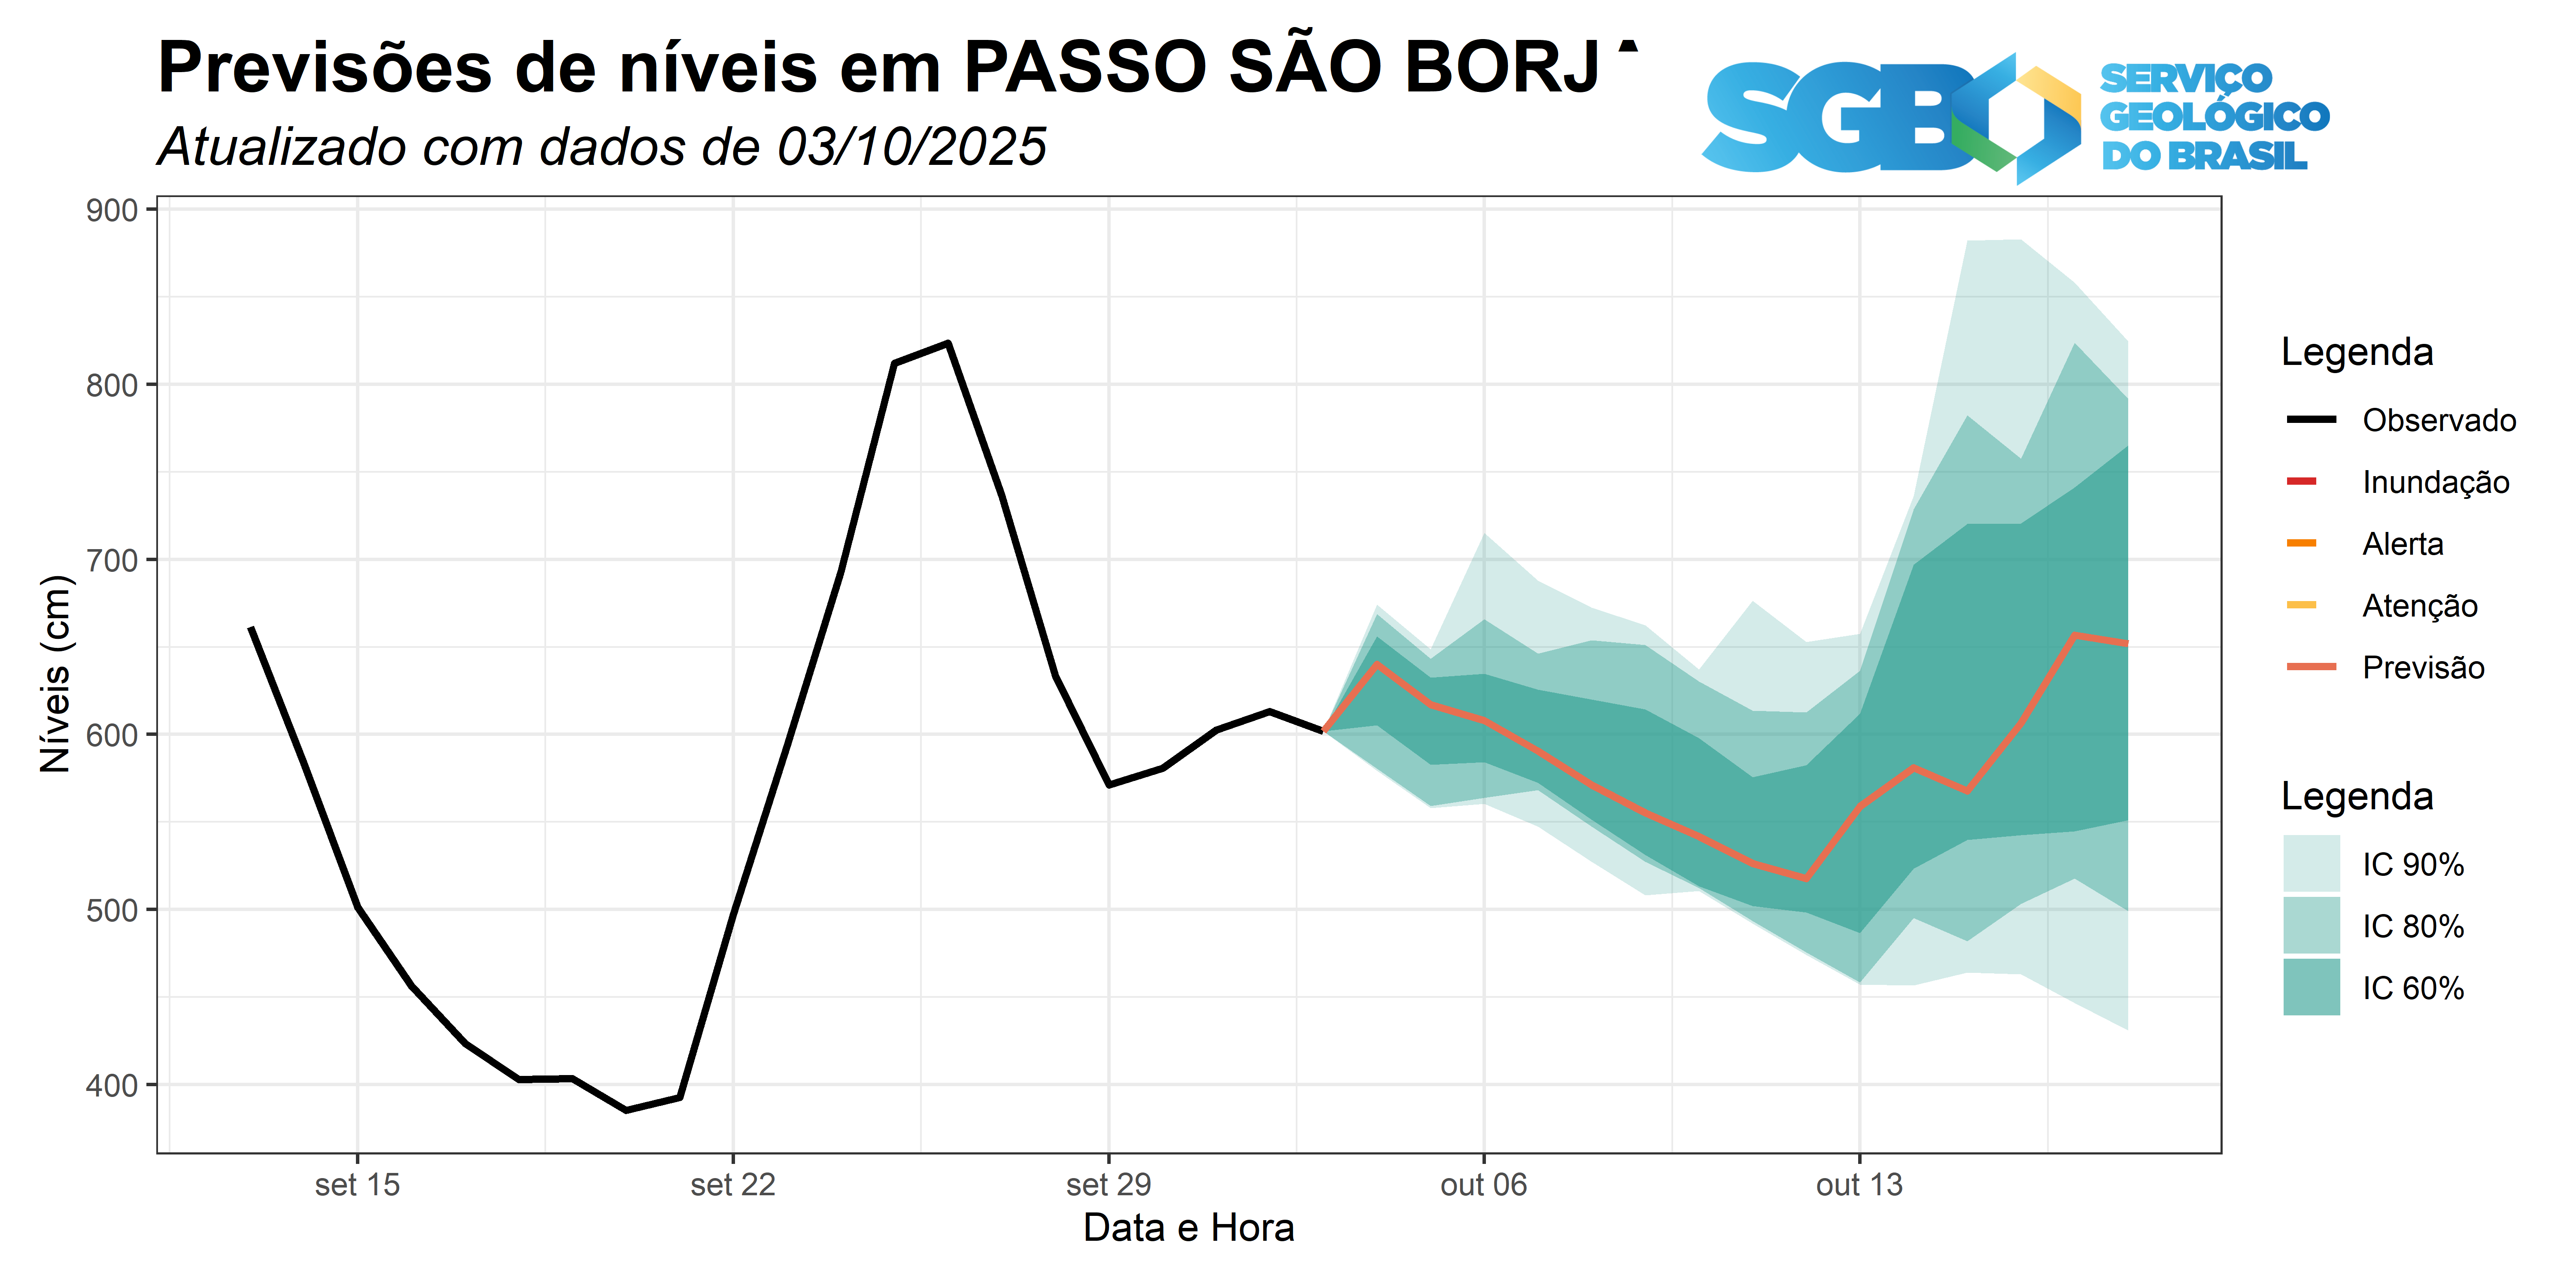 Previsões de níveis em PASSO SÃO BORJ
Atualizado com dados de 03/10/2025
SGB
SERVIÇO
GEOLÓGICO
DO BRASIL
900
800
700
600
500
400
Níveis (cm)
set 15
set 22
set 29
out 06
out 13
Data e Hora
Legenda
Observado
Inundação
Alerta
Atenção
Previsão
Legenda
IC 90%
IC 80%
IC 60%